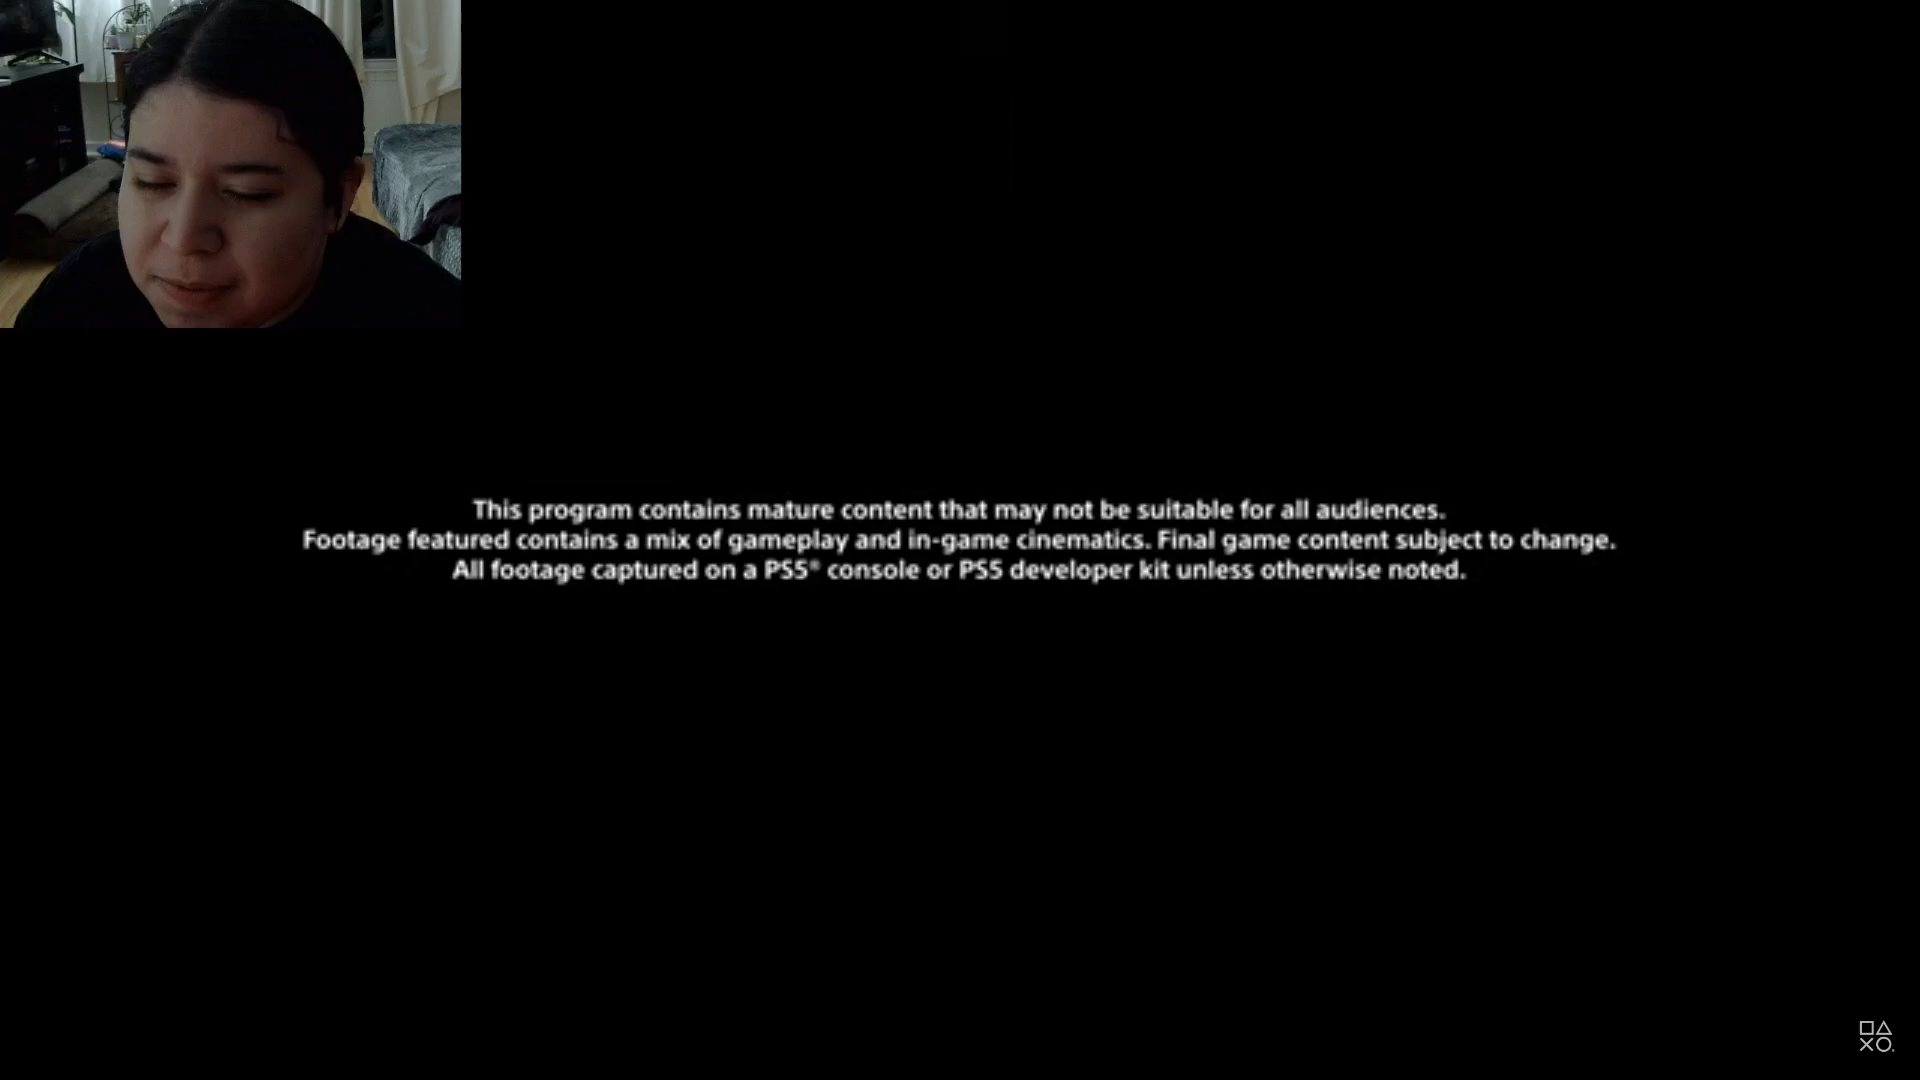 This program contains mature content that may not be suitable for all audiences.
Footage featured contains a mix of gameplay and in-game cinematics. Final game content subject to change.
All footage captured on a PS5® console or PS5 developer kit unless otherwise noted.